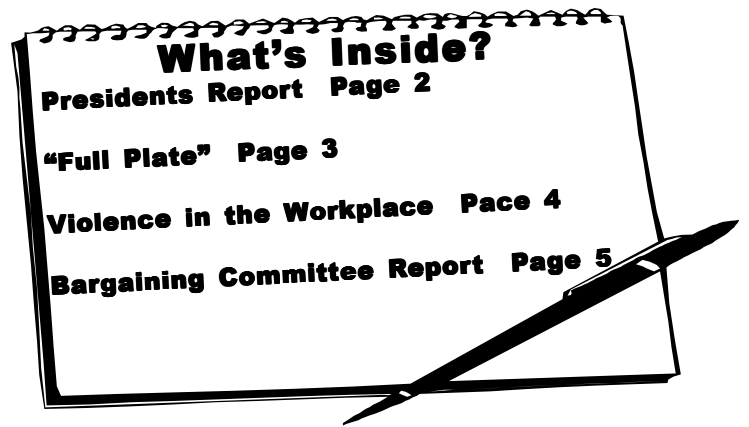 What's Inside?
Presidents Report Page 2
“Full Plate” Page 3
Violence in the Workplace Pace 4
Bargaining Committee Report Page 5